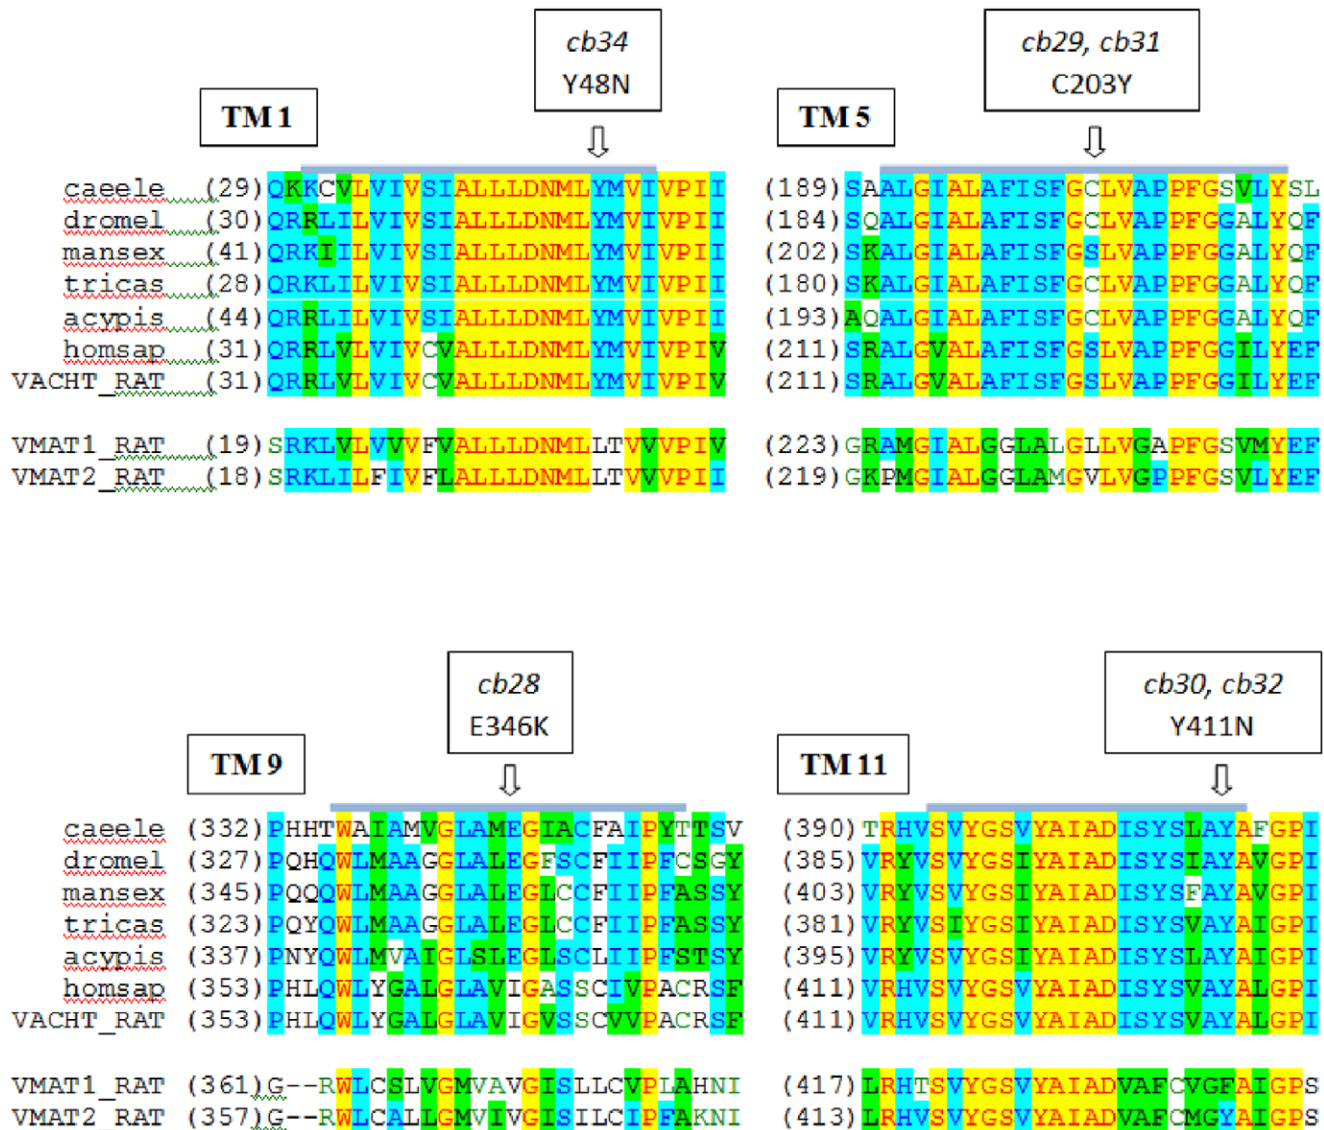 cb34
Y48N
cb29, cb31
C203Y
TM 1
TM 5
caeele (29) QKKCVLVIVSIALLLDNMLYMVIVPII (189) SAALGIALAFISFGCLVAPPFGSVLYSL
dromel (30) QRRLILVIVSIALLLDNMLYMVIVPII (184) SQALGIALAFISFGCLVAPPFGGALYQF
mansex (41) QRKIILVIVSIALLLDNMLYMVIVPII (202) SKALGIALAFISFGSLVAPPFGGALYQF
tricas (28) QRKLILVIVSIALLLDNMLYMVIVPII (180) SKALGIALAFISFGCLVAPPFGGALYQF
acypis (44) QRRLILVIVSIALLLDNMLYMVIVPII (193) AQALGIALAFISFGCLVAPPFGGALYQF
homsap (31) QRRLVLVIVCVALLLDNMLYMVIVPIV (211) SRALGVALAFISFGSLVAPPFGGILYEF
VACHT_RAT (31) QRRLVLVIVCVALLLDNMLYMVIVPIV (211) SRALGVALAFISFGSLVAPPFGGILYEF
VMAT1_RAT (19) SRKLVLVVVFVALLLDNMLLTVVVPIV (223) GRAMGIALGGLALGLLVGAPFGSVMYEF
VMAT2_RAT (18) SRKLILFIVFLALLLDNMLLTVVVPII (219) GKPMGIALGGLAMGVLVGPPFGSVLYEF
cb28
E346K
cb30, cb32
Y411N
TM 9
TM 11
caeele (332) PHHTWAIAMVGLAMEGIACFAIPYTTSV (390) TRHVSVYGSVYAIADISYSLAYAFGPI
dromel (327) PQHQWLMAAGGLALEGFSCFIIPFCSGY (385) VRYVSVYGSIYAIADISYSIAYAVGPI
mansex (345) PQQQWLMAAGGLALEGLCCFIIPFASSY (403) VRYVSVYGSIYAIADISYSFAYAVGPI
tricas (323) PQYQWLMAAGGLALEGLCCFIIPFASSY (381) VRYVSIYGSVYAIADISYSVAYAIGPI
acypis (337) PNYQWLMVAIGLSLEGLSCLIIPFSTSY (395) VRYVSVYGSIYAIADISYSLAYAIGPI
homsap (353) PHLQWLYGALGLAVIGASSCIVPACRSF (411) VRHVSVYGSVYAIADISYSVAYALGPI
VACHT_RAT (353) PHLQWLYGALGLAVIGVSSCVVPACRSF (411) VRHVSVYGSVYAIADISYSVAYALGPI
VMAT1_RAT (361) G--RWLCSLVGMVAVGISLLCVPLAHNI (417) LRHTSVYGSVYAIADVAFCVGFAIGPS
VMAT2_RAT (357) G--RWLCALLGMVIVGISILCIPFAKNI (413) LRHVSVYGSVYAIADVAFCMGYAIGPS